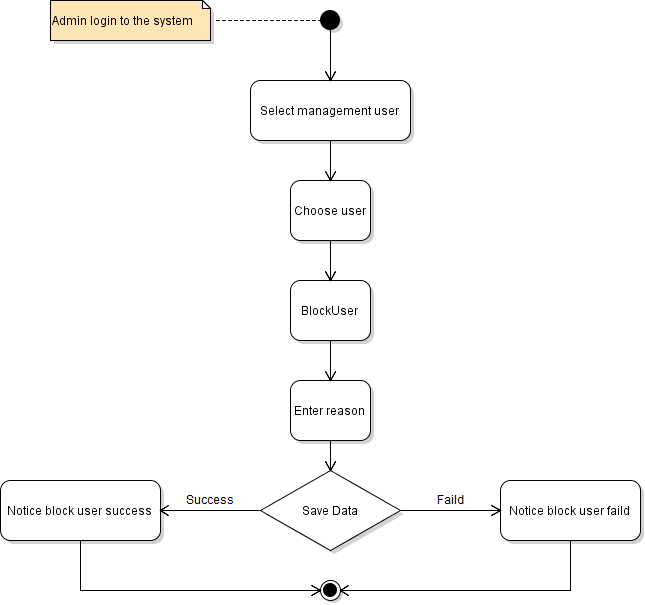 Admin login to the system
Select management user
Choose user
BlockUser
Enter reason
Success
Faild
Notice block user success
Save Data
Notice block user faild